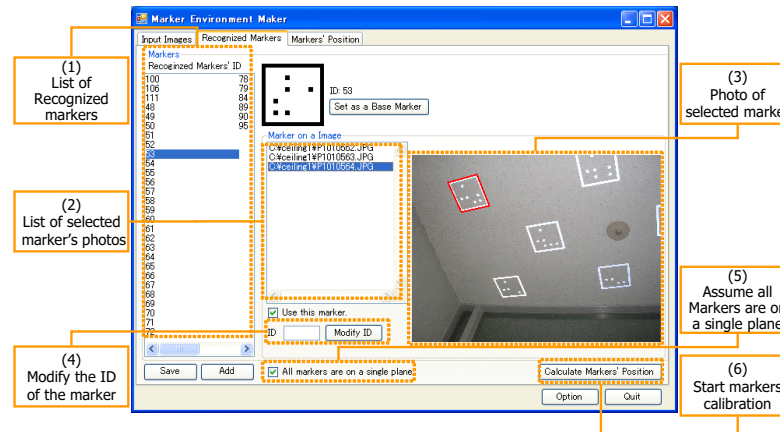 Marker Environment Maker
Input Images
Recognized Markers
Markers' Position
Markers
Recoginzed Markers' ID
100 78
106 79
111 84
48 89
49 90
50 95
51
52
53
54
55
56
57
58
59
60
61
62
63
64
65
66
67
68
69
70
71
ID: 53
Set as a Base Marker
Marker on a Image
C:¥ceiling1¥P1010562.JPG
C:¥ceiling1¥P1010563.JPG
C:¥ceiling1¥P1010564.JPG
Use this marker.
ID
Modify ID
Save
Add
All markers are on a single plane.
Calculate Markers' Position
Option
Quit
(1)
List of
Recognized
markers
(2)
List of selected
marker's photos
(4)
Modify the ID
of the marker
(3)
Photo of
selected marke
(5)
Assume all
Markers are on
a single plane
(6)
Start markers
calibration